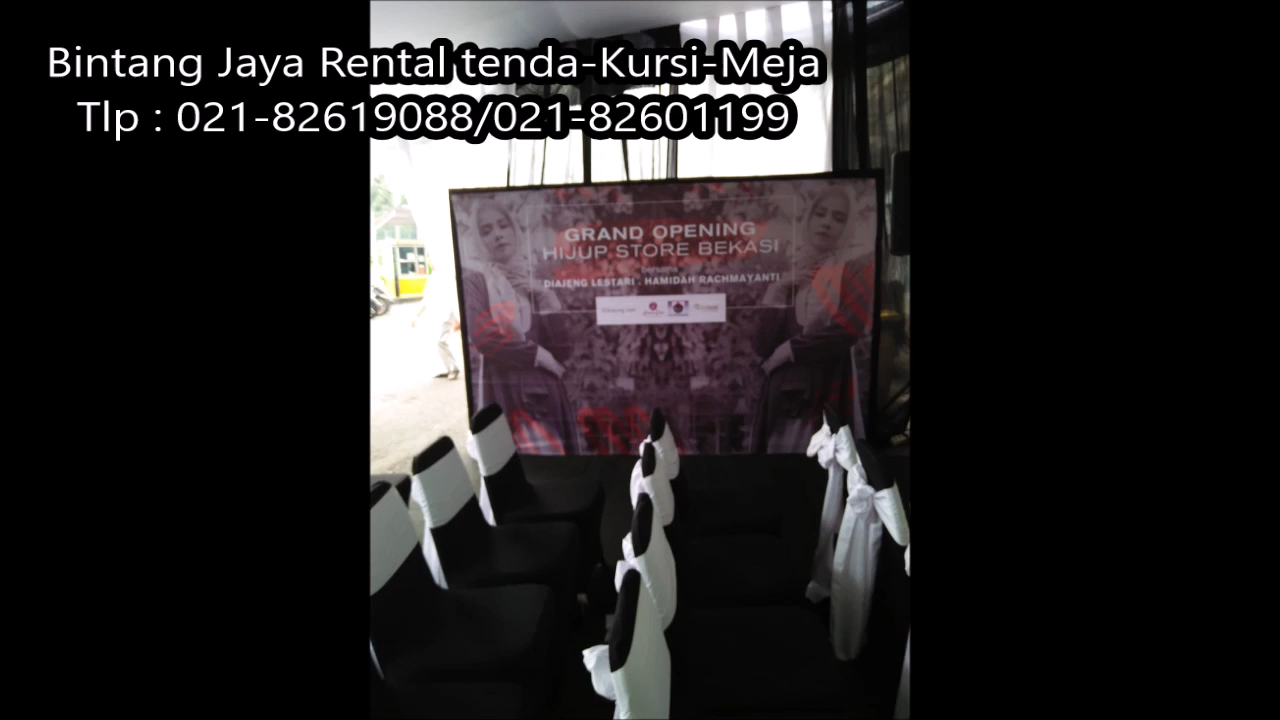 Bintang Jaya Rental tenda-Kursi-Meja
Tlp : 021-82619088/021-82601199
GRAND OPENING
HIJUP STORE BEKASI
bersama
DIAJENG LESTARI . HAMIDAH RACHMAYANTI